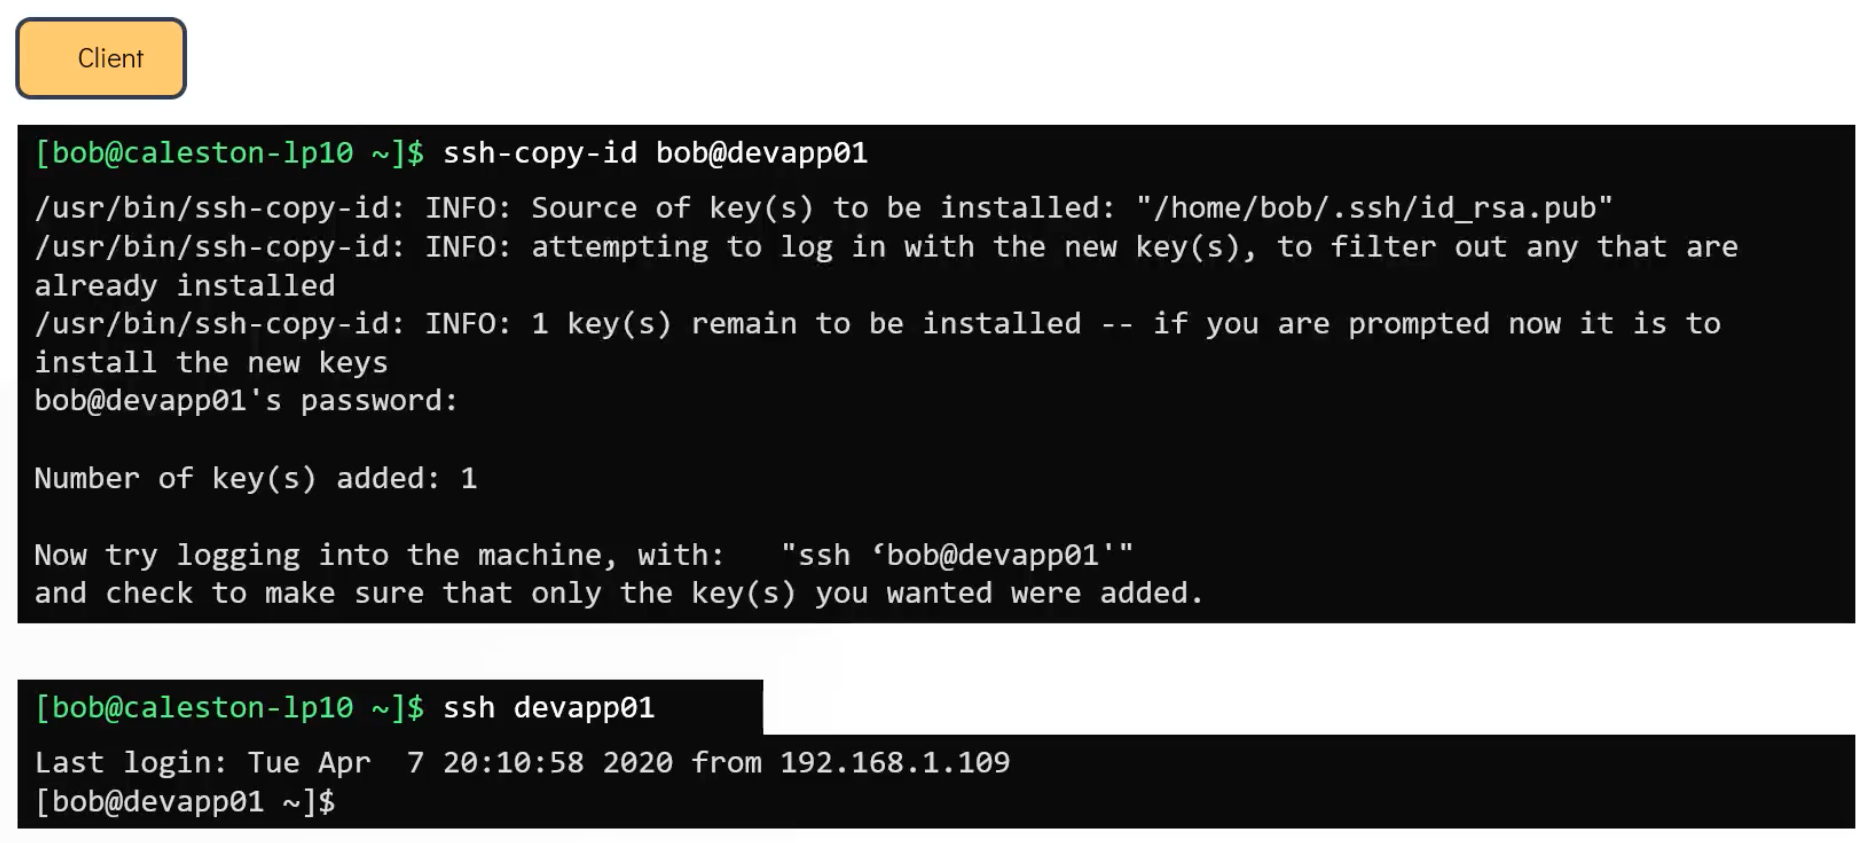 Client
[bob@caleston-lp10 ~]$ ssh-copy-id bob@devapp01
/usr/bin/ssh-copy-id: INFO: Source of key(s) to be installed: "/home/bob/.ssh/id_rsa.pub"
/usr/bin/ssh-copy-id: INFO: attempting to log in with the new key(s), to filter out any that are
already installed
/usr/bin/ssh-copy-id: INFO: 1 key(s) remain to be installed -- if you are prompted now it is to
install the new keys
bob@devapp01's password:
Number of key(s) added: 1
Now try logging into the machine, with:   "ssh ‘bob@devapp01'"
and check to make sure that only the key(s) you wanted were added.
[bob@caleston-lp10 ~]$ ssh devapp01
Last login: Tue Apr  7 20:10:58 2020 from 192.168.1.109
[bob@devapp01 ~]$